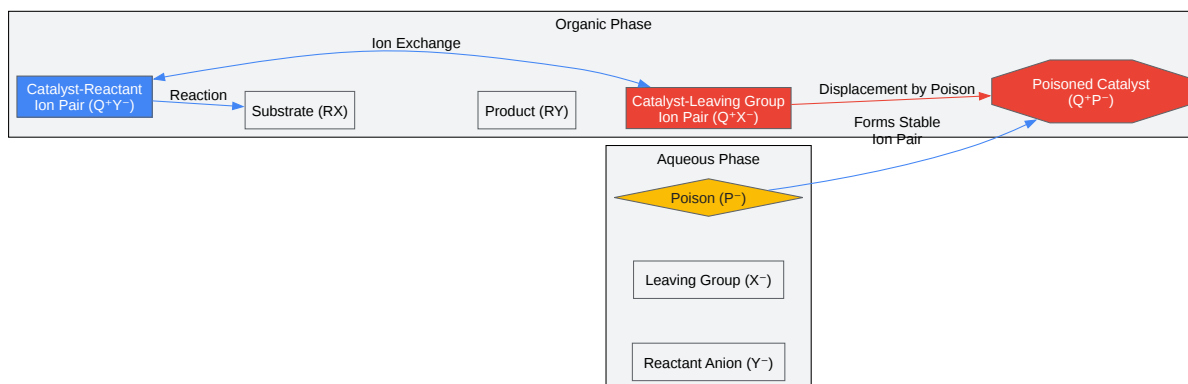 Organic Phase
Ion Exchange
Catalyst-Reactant
Ion Pair (Q⁺Y⁻)
Reaction
Substrate (RX)
Product (RY)
Catalyst-Leaving Group
Ion Pair (Q⁺X⁻)
Displacement by Poison
Poisoned Catalyst
(Q⁺P⁻)
Forms Stable
Ion Pair
Aqueous Phase
Poison (P⁻)
Leaving Group (X⁻)
Reactant Anion (Y⁻)